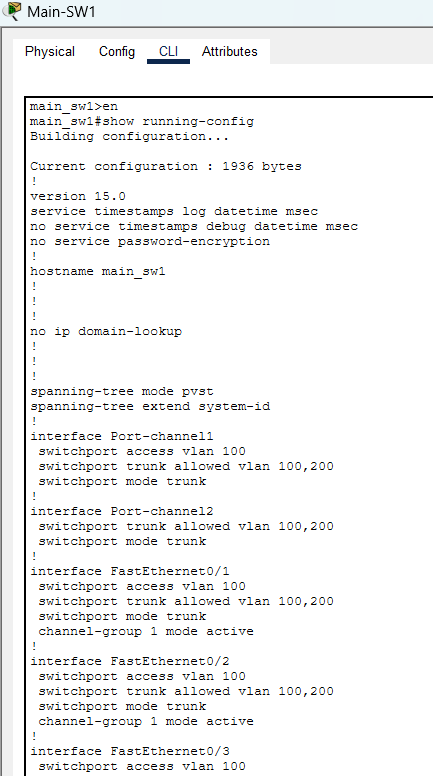 Main-SW1
Physical Config CLI Attributes
main_sw1>en
main_sw1#show running-config
Building configuration...
Current configuration : 1936 bytes
!
version 15.0
service timestamps log datetime msec
no service timestamps debug datetime msec
no service password-encryption
!
hostname main_sw1
!
!
!
no ip domain-lookup
!
!
!
spanning-tree mode pvst
spanning-tree extend system-id
!
interface Port-channel1
 switchport access vlan 100
 switchport trunk allowed vlan 100,200
 switchport mode trunk
!
interface Port-channel2
 switchport trunk allowed vlan 100,200
 switchport mode trunk
!
interface FastEthernet0/1
 switchport access vlan 100
 switchport trunk allowed vlan 100,200
 switchport mode trunk
 channel-group 1 mode active
!
interface FastEthernet0/2
 switchport access vlan 100
 switchport trunk allowed vlan 100,200
 switchport mode trunk
 channel-group 1 mode active
!
interface FastEthernet0/3
 switchport access vlan 100